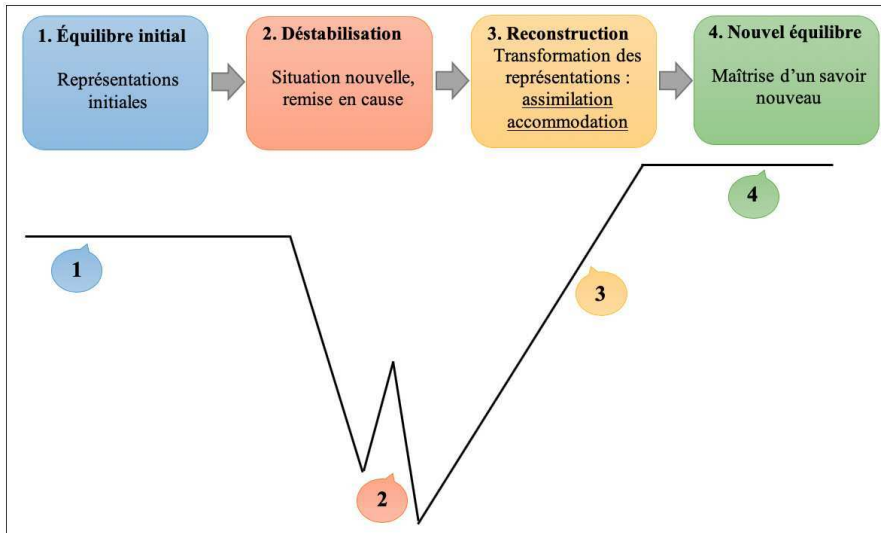 1. Équilibre initial
Représentations
initiales
2. Déstabilisation
Situation nouvelle,
remise en cause
3. Reconstruction
Transformation des
représentations :
assimilation
accommodation
4. Nouvel équilibre
Maîtrise d'un savoir
nouveau
4
1
3
2